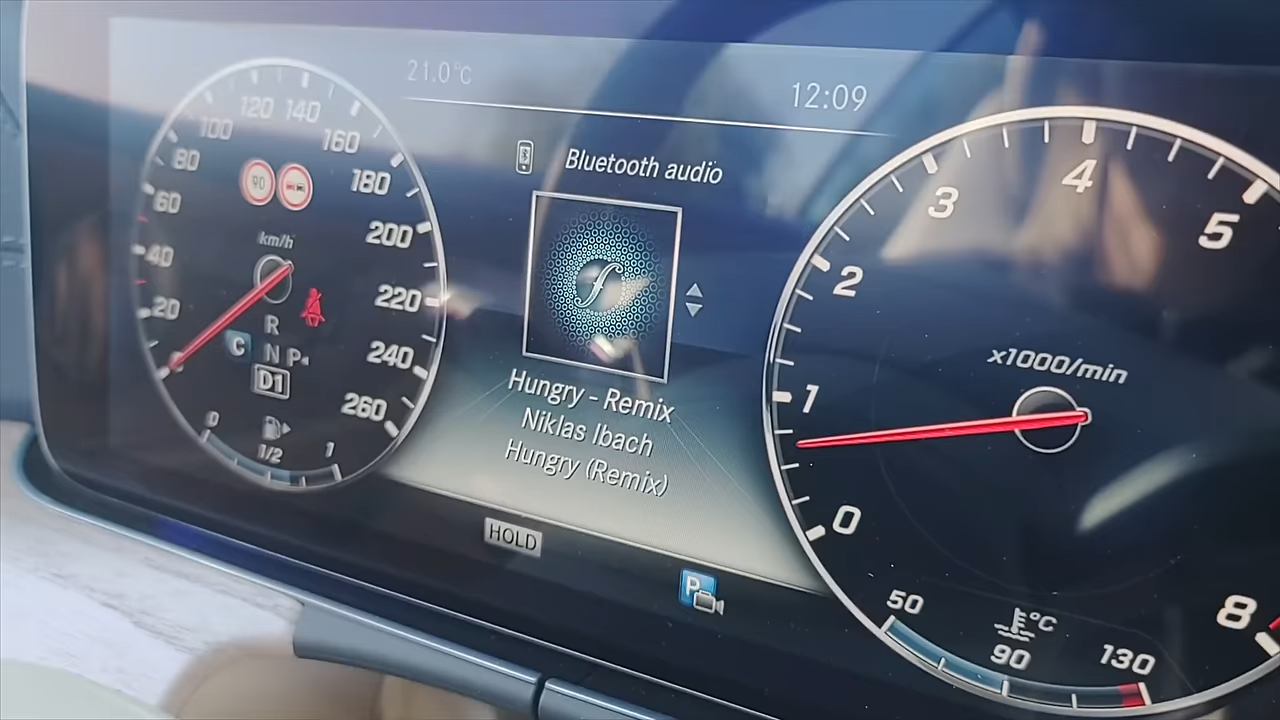 21.0°C
12:09
Bluetooth audio
20
40
60
80
100
120
140
160
180
200
220
240
260
90
km/h
R
C
N P
D1
0
1/2
1
f
Hungry - Remix
Niklas Ibach
Hungry (Remix)
HOLD
P
0
1
2
3
4
5
8
x1000/min
50
°C
90
130